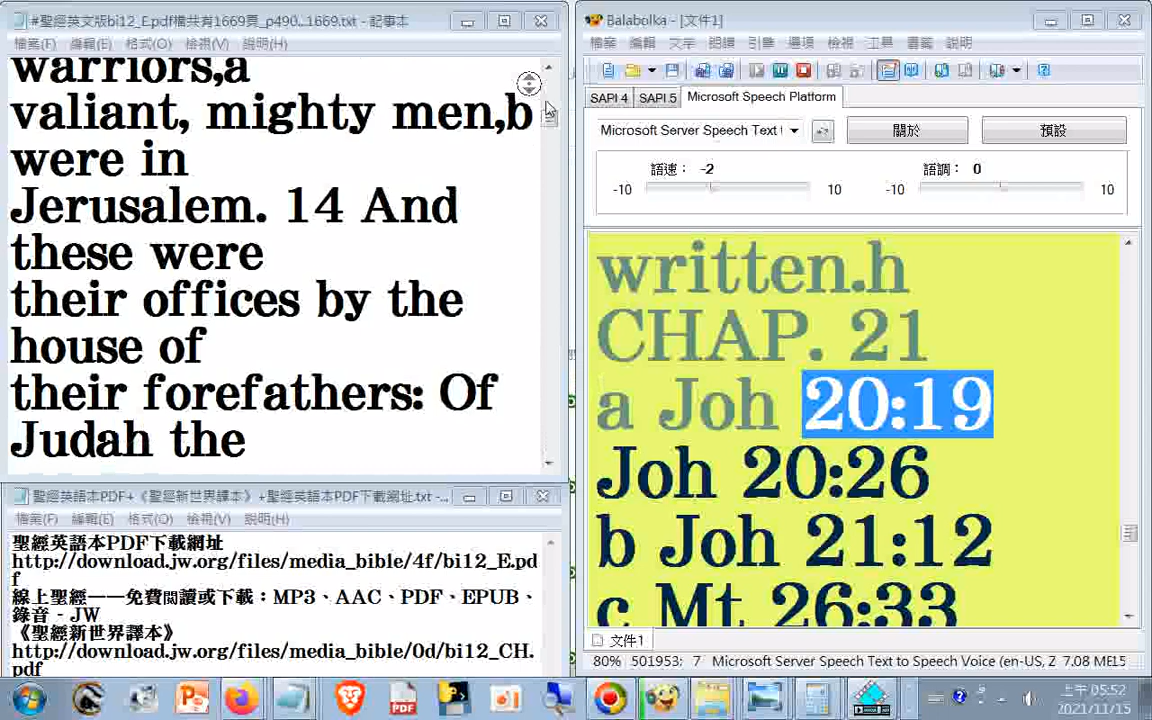 #聖經英文版bi12_E.pdf檔共有1669頁_p490...1669.txt - 記事本
檔案(F) 編輯(E) 格式(O) 檢視(V) 說明(H)
warriors,a
valiant, mighty men,b
were in
Jerusalem. 14 And
these were
their offices by the
house of
their forefathers: Of
Judah the
聖經英語本PDF+《聖經新世界譯本》+聖經英語本PDF下載網址.txt -...
檔案(F) 編輯(E) 格式(O) 檢視(V) 說明(H)
聖經英語本PDF下載網址
http://download.jw.org/files/media_bible/4f/bi12_E.pd
f
線上聖經——免費閱讀或下載：MP3、AAC、PDF、EPUB、
錄音 - JW
《聖經新世界譯本》
http://download.jw.org/files/media_bible/0d/bi12_CH.
pdf
Balabolka - [文件1]
檔案 編輯 文字 朗讀 引擎 選項 檢視 工具 書籤 說明
SAPI 4 SAPI 5 Microsoft Speech Platform
Microsoft Server Speech Text 關於 預設
語速： -2 語調： 0
-10 10 -10 10
written.h
CHAP. 21
a Joh 20:19
Joh 20:26
b Joh 21:12
c Mt 26:33
文件1
80% 501953: 7 Microsoft Server Speech Text to Speech Voice (en-US, Z 7.08 МБ15
上午 05:52
2021/11/15